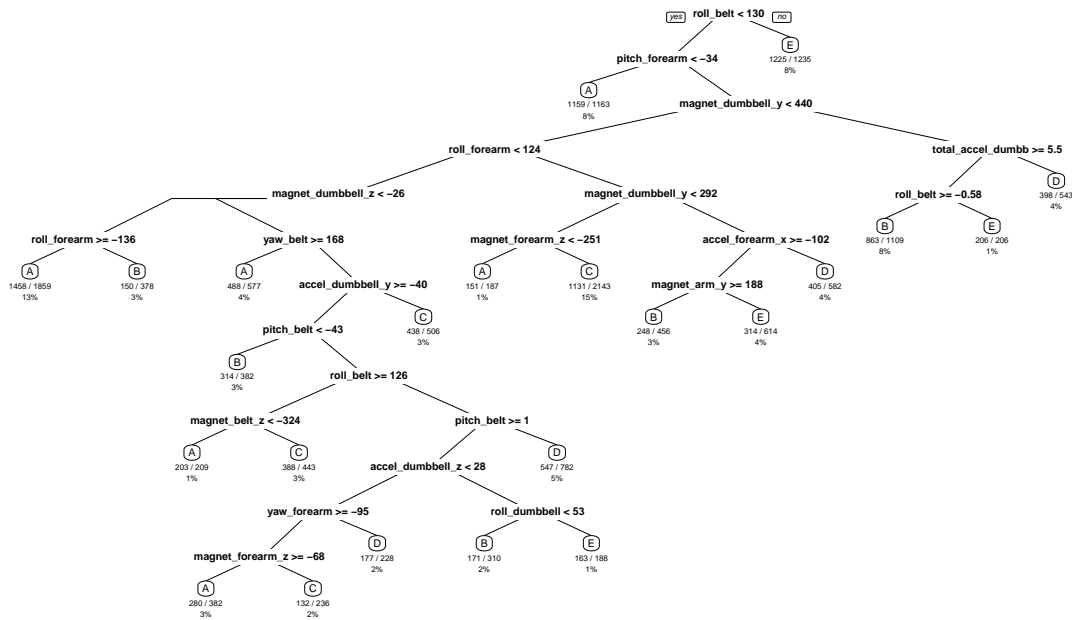 yes roll_belt < 130 no
E
1225 / 1235
8%
pitch_forearm < −34
A
1159 / 1163
8%
magnet_dumbbell_y < 440
roll_forearm < 124
total_accel_dumbb >= 5.5
magnet_dumbbell_z < −26
magnet_dumbbell_y < 292
roll_belt >= −0.58
D
398 / 543
4%
roll_forearm >= −136
yaw_belt >= 168
magnet_forearm_z < −251
accel_forearm_x >= −102
B
863 / 1109
8%
E
206 / 206
1%
A
1458 / 1859
13%
B
150 / 378
3%
A
488 / 577
4%
accel_dumbbell_y >= −40
A
151 / 187
1%
C
1131 / 2143
15%
magnet_arm_y >= 188
D
405 / 582
4%
pitch_belt < −43
C
438 / 506
3%
B
248 / 456
3%
E
314 / 614
4%
B
314 / 382
3%
roll_belt >= 126
magnet_belt_z < −324
pitch_belt >= 1
A
203 / 209
1%
C
388 / 443
3%
accel_dumbbell_z < 28
D
547 / 782
5%
yaw_forearm >= −95
roll_dumbbell < 53
magnet_forearm_z >= −68
D
177 / 228
2%
B
171 / 310
2%
E
163 / 188
1%
A
280 / 382
3%
C
132 / 236
2%